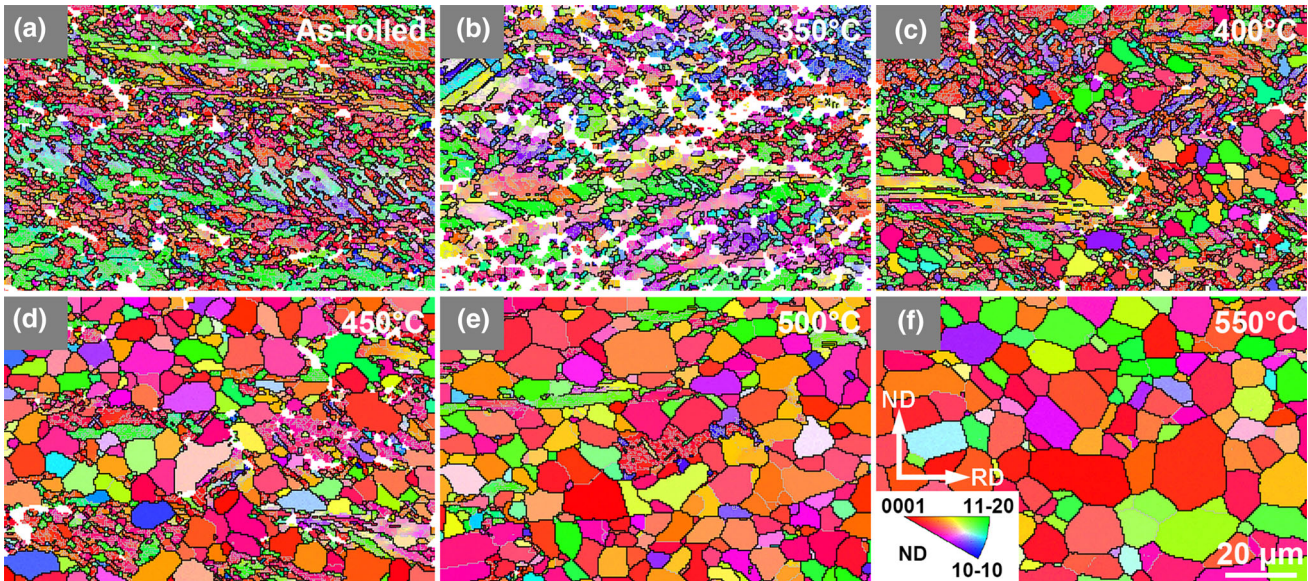 (a) As-rolled
(b) 350°C
(c) 400°C
(d) 450°C
(e) 500°C
(f) 550°C
ND
RD
0001 11-20
ND
10-10
20 μm